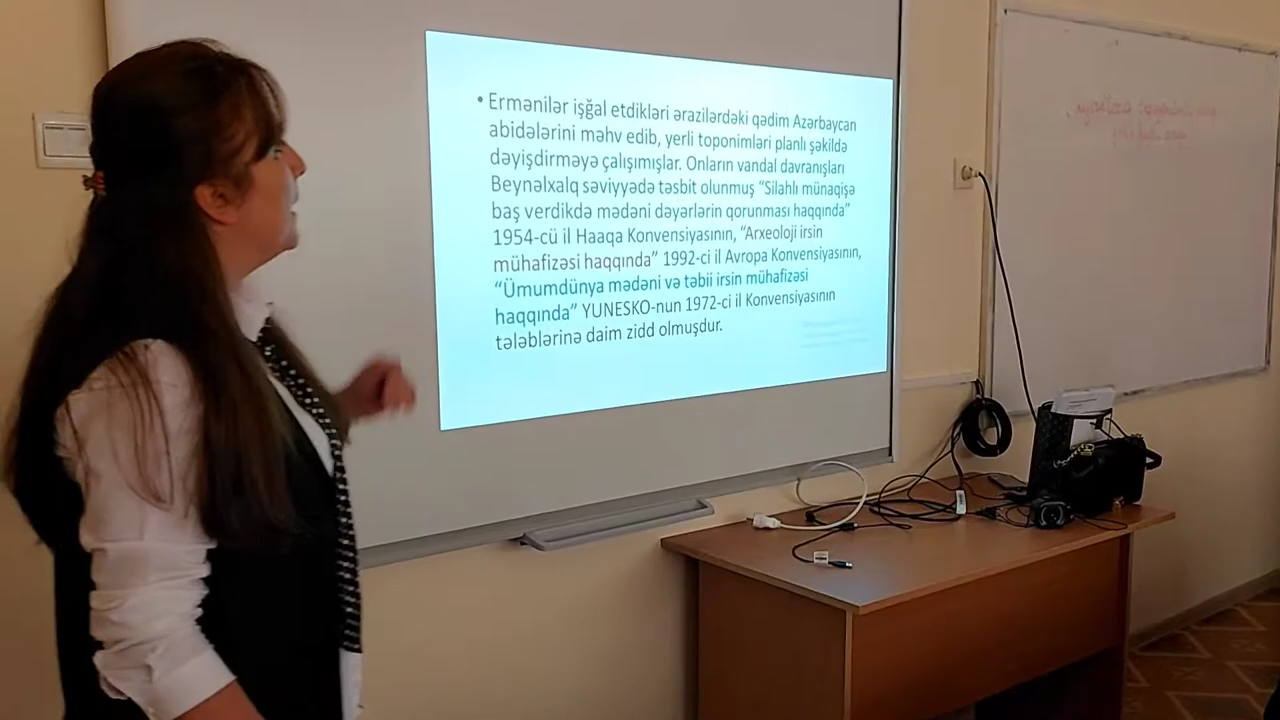 • Ermənilər işğal etdikləri ərazilərdəki qədim Azərbaycan
abidələrini məhv edib, yerli toponimləri planlı şəkildə
dəyişdirməyə çalışımışlar. Onların vandal davranışları
Beynəlxalq səviyyədə təsbit olunmuş “Silahlı münaqişə
baş verdikdə mədəni dəyərlərin qorunması haqqında”
1954-cü il Haaqa Konvensiyasının, “Arxeoloji irsin
mühafizəsi haqqında” 1992-ci il Avropa Konvensiyasının,
“Ümumdünya mədəni və təbii irsin mühafizəsi
haqqında” YUNESKO-nun 1972-ci il Konvensiyasının
tələblərinə daim zidd olmuşdur.